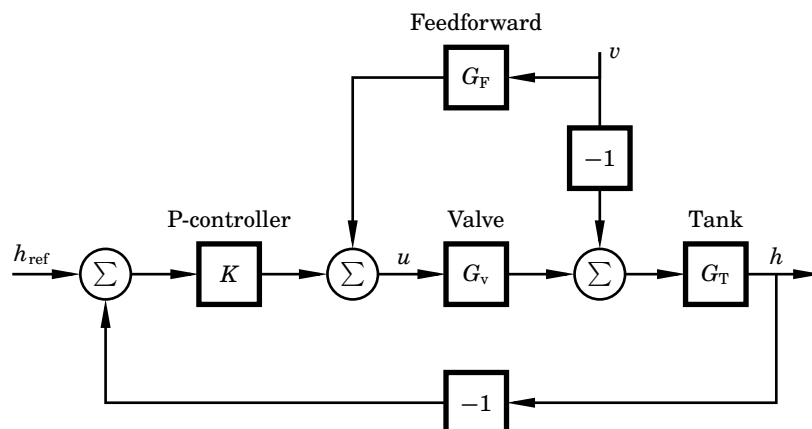 Feedforward
v
G_F
−1
P-controller
Valve
Tank
h_ref
∑
K
∑
u
G_v
∑
G_T
h
−1